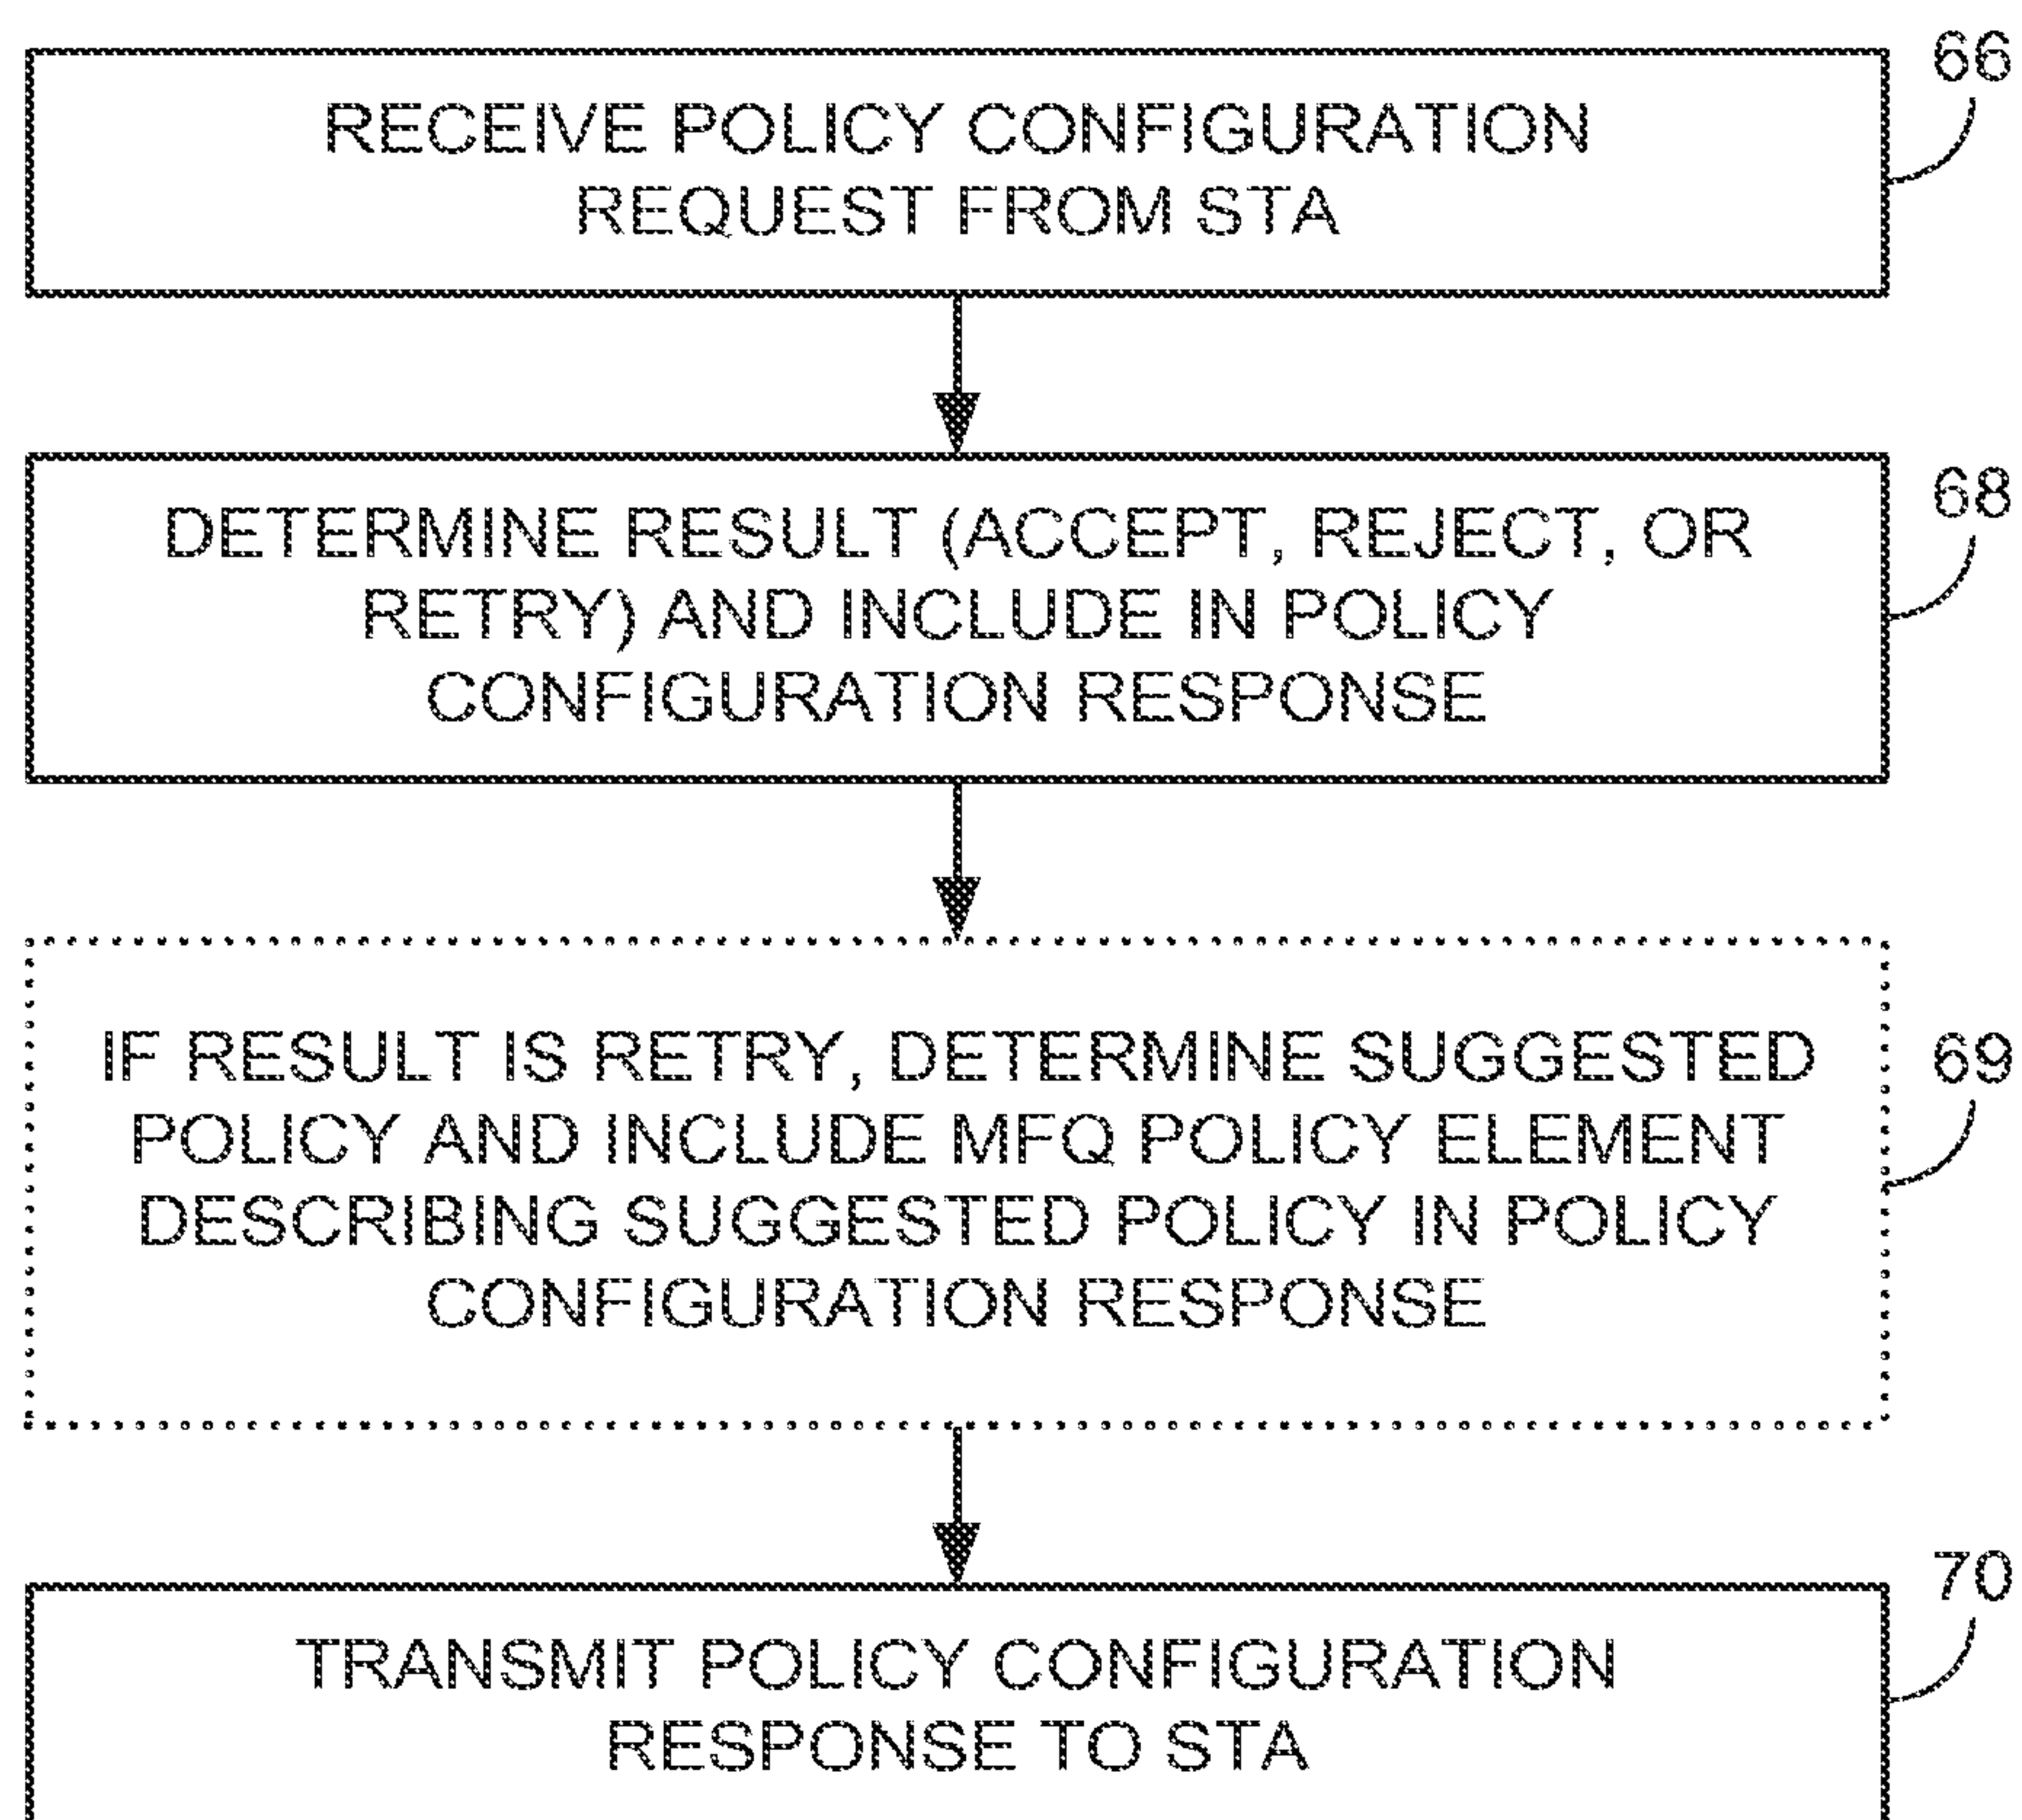 66
RECEIVE POLICY CONFIGURATION
REQUEST FROM STA
68
DETERMINE RESULT (ACCEPT, REJECT, OR
RETRY) AND INCLUDE IN POLICY
CONFIGURATION RESPONSE
69
IF RESULT IS RETRY, DETERMINE SUGGESTED
POLICY AND INCLUDE MFQ POLICY ELEMENT
DESCRIBING SUGGESTED POLICY IN POLICY
CONFIGURATION RESPONSE
70
TRANSMIT POLICY CONFIGURATION
RESPONSE TO STA